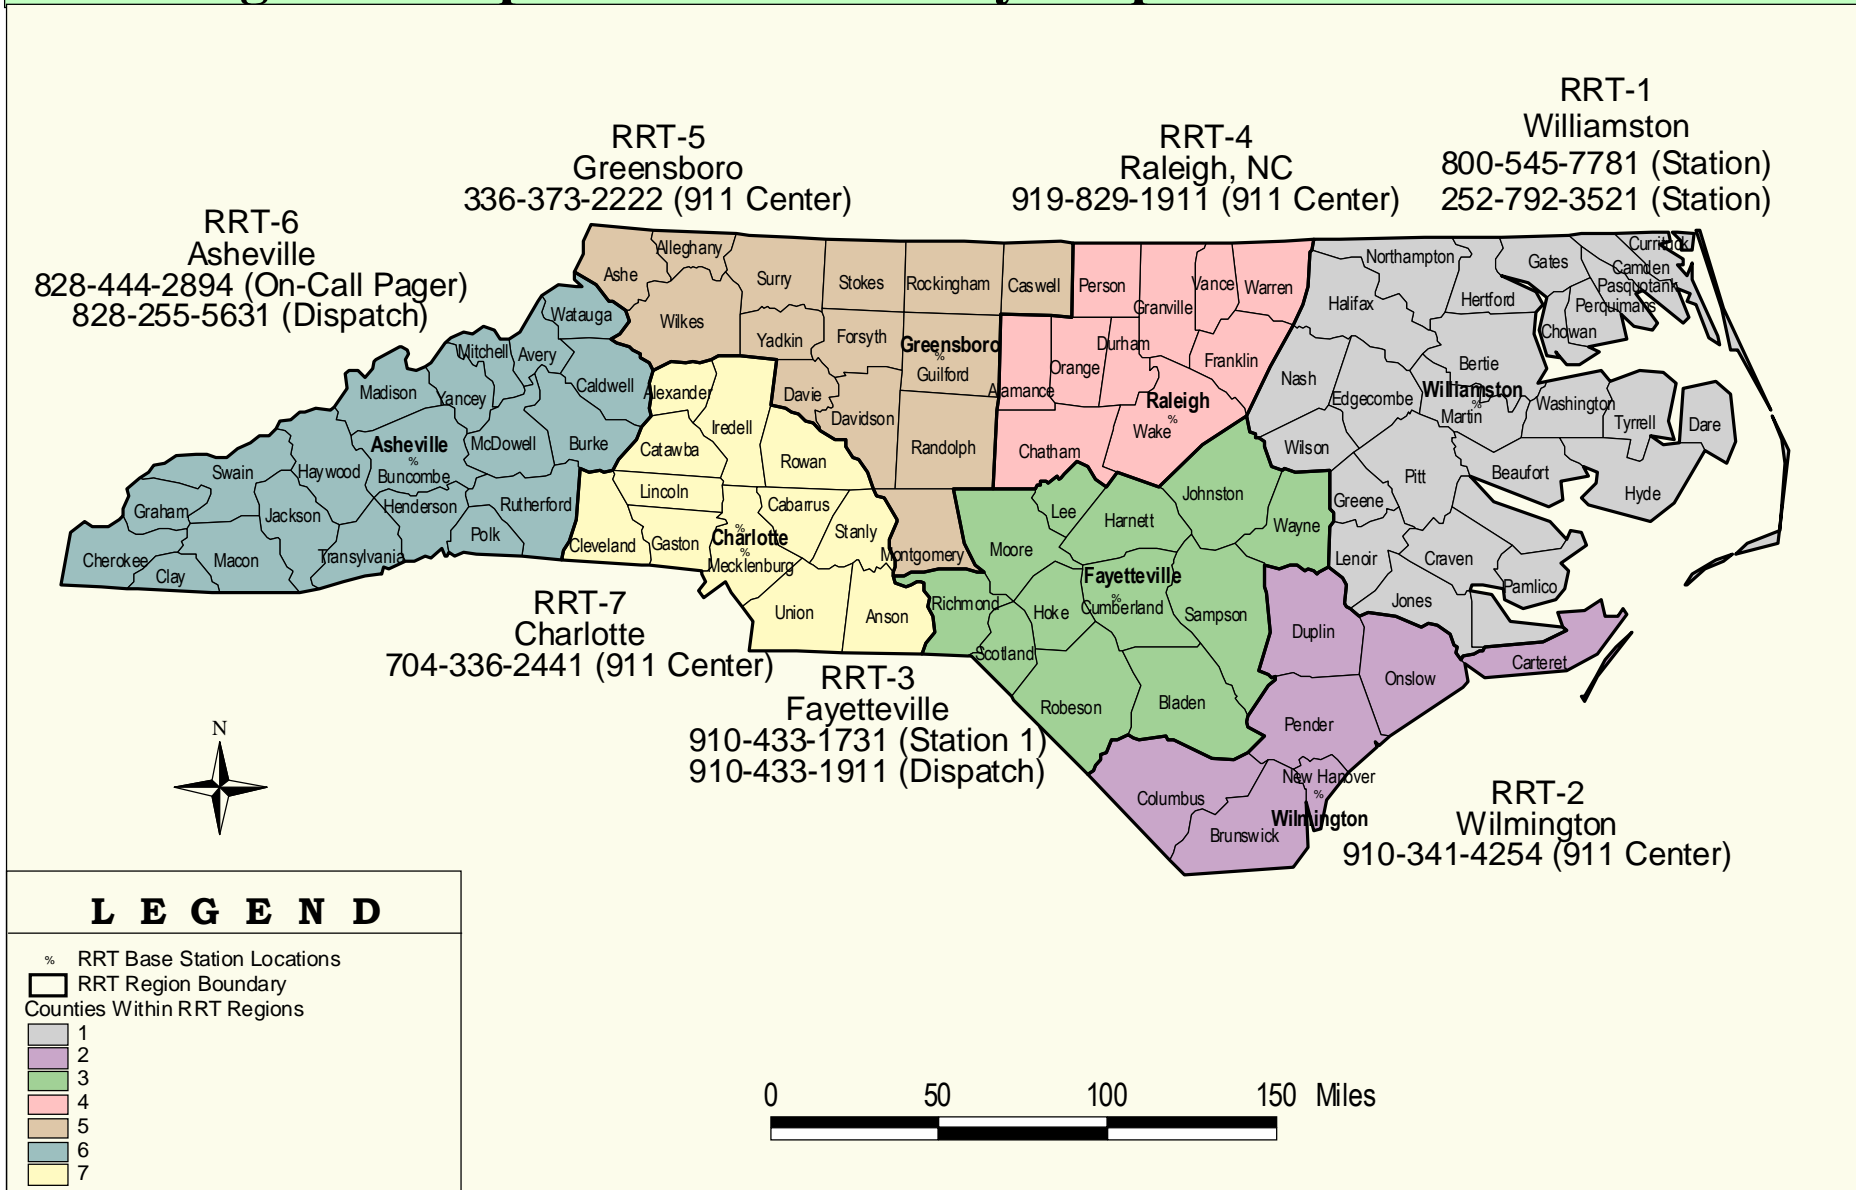 RRT-1
Williamston
800-545-7781 (Station)
252-792-3521 (Station)
RRT-5
Greensboro
336-373-2222 (911 Center)
RRT-4
Raleigh, NC
919-829-1911 (911 Center)
RRT-6
Asheville
828-444-2894 (On-Call Pager)
828-255-5631 (Dispatch)
Currituck
Alleghany
Northampton
Gates
Camden
Ashe
Surry
Stokes
Rockingham
Caswell
Person
Vance
Warren
Pasquotank
Granville
Halifax
Hertford
Perquimans
Watauga
Wilkes
Yadkin
Forsyth
Greensboro
%
Guilford
Durham
Orange
Franklin
Chowan
Mitchell
Avery
Bertie
Madison
Yancey
Caldwell
Alexander
Davie
Alamance
Raleigh
%
Wake
Nash
Edgecombe
Williamston
%
Martin
Washington
Tyrrell
Dare
Davidson
Iredell
Asheville
%
Buncombe
McDowell
Burke
Catawba
Rowan
Randolph
Chatham
Wilson
Swain
Haywood
Pitt
Beaufort
Hyde
Lincoln
Cabarrus
Lee
Johnston
Greene
Graham
Jackson
Henderson
Rutherford
Polk
Stanly
Harnett
Wayne
Cherokee
Clay
Macon
Transylvania
Cleveland
Gaston
%
Charlotte
%
Mecklenburg
Montgomery
Moore
Lenoir
Craven
Pamlico
Fayetteville
%
Cumberland
Union
Anson
Richmond
Hoke
Sampson
Jones
Duplin
Scotland
Carteret
Onslow
Robeson
Bladen
Pender
New Hanover
%
Wilmington
Columbus
Brunswick
RRT-7
Charlotte
704-336-2441 (911 Center)
RRT-3
Fayetteville
910-433-1731 (Station 1)
910-433-1911 (Dispatch)
RRT-2
Wilmington
910-341-4254 (911 Center)
N
LEGEND
% RRT Base Station Locations
RRT Region Boundary
Counties Within RRT Regions
1
2
3
4
5
6
7
0 50 100 150 Miles